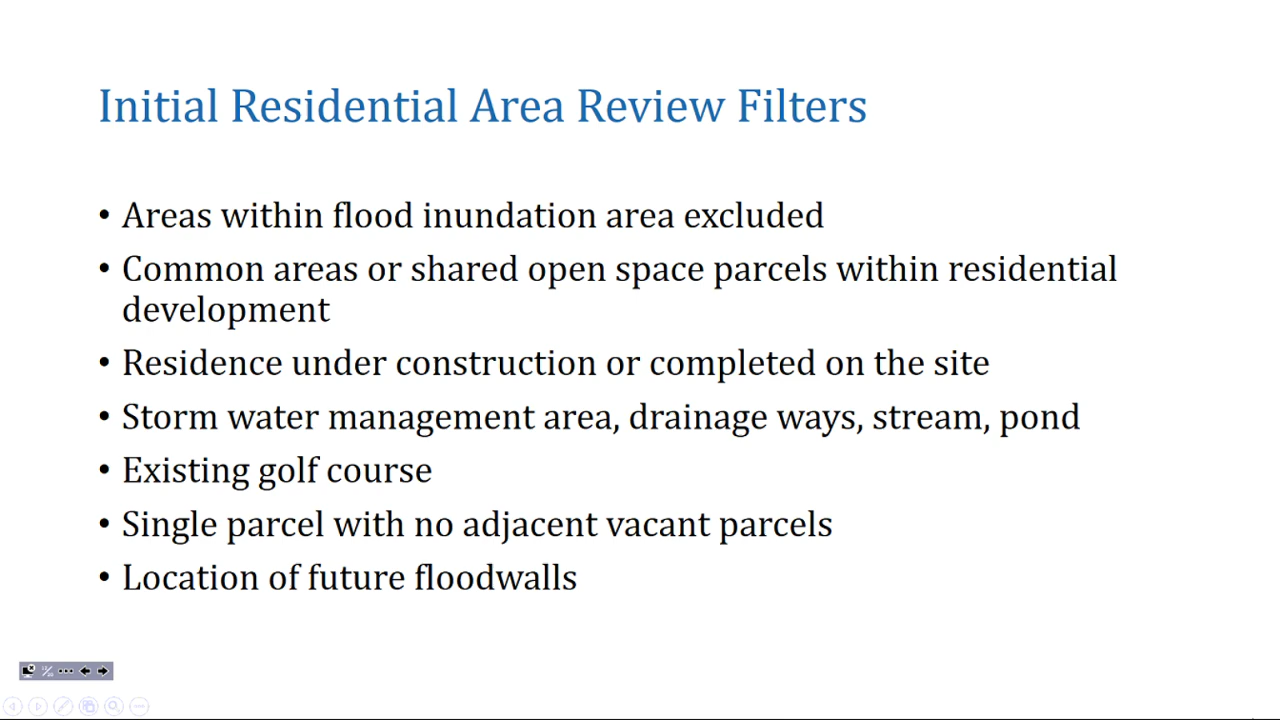 Initial Residential Area Review Filters
• Areas within flood inundation area excluded
• Common areas or shared open space parcels within residential
development
• Residence under construction or completed on the site
• Storm water management area, drainage ways, stream, pond
• Existing golf course
• Single parcel with no adjacent vacant parcels
• Location of future floodwalls